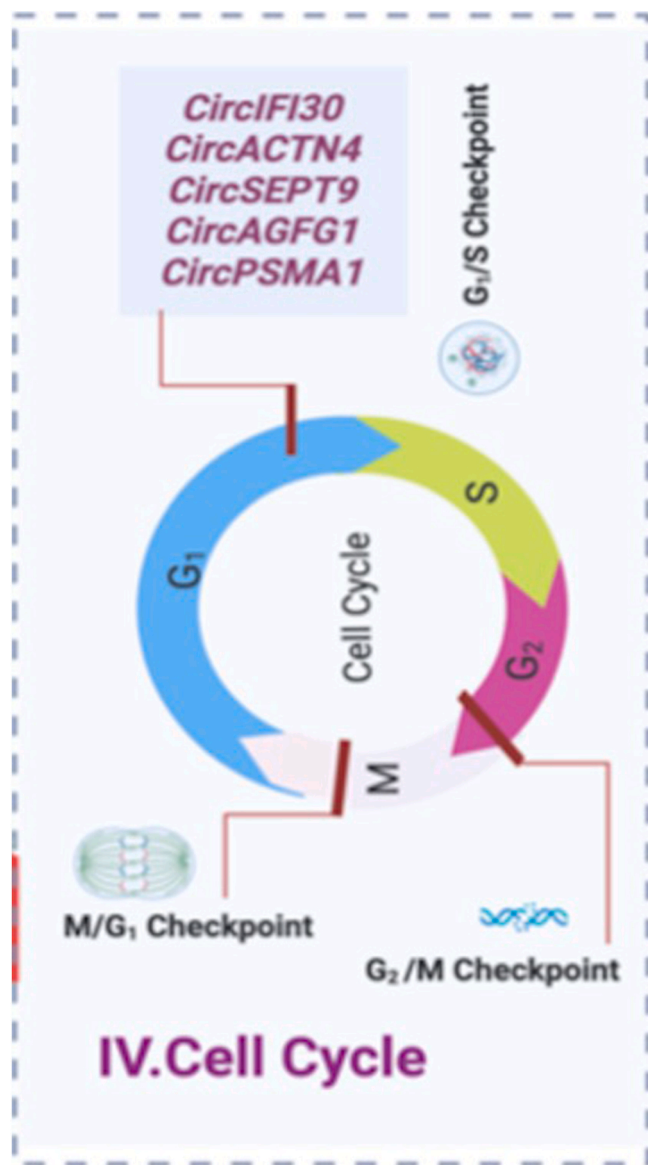 CircIFI30
CircACTN4
CircSEPT9
CircAGFG1
CircPSMA1
G₁/S Checkpoint
S
G₁
Cell Cycle
G₂
M
M/G₁ Checkpoint
G₂/M Checkpoint
IV.Cell Cycle